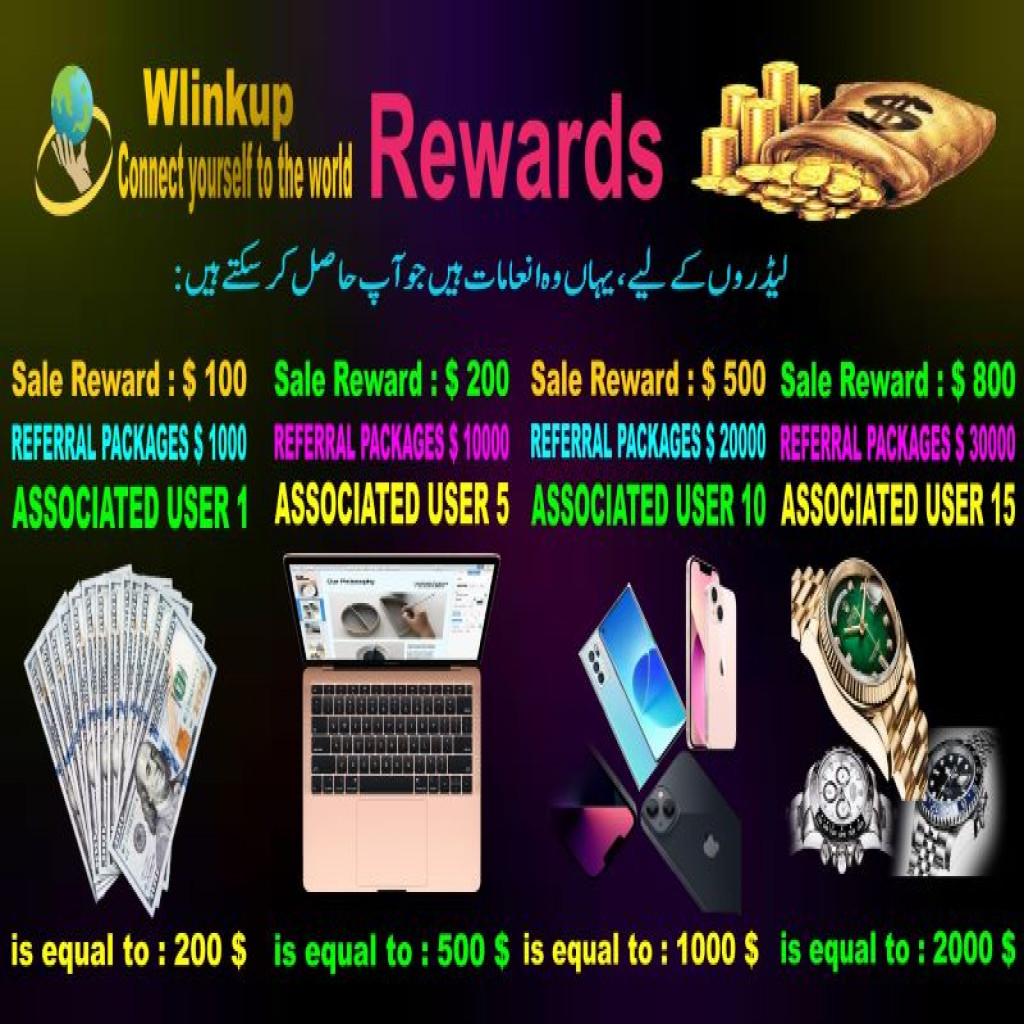 Wlinkup
Connect yourself to the world
Rewards
لیڈروں کے لیے، یہاں وہ انعامات ہیں جو آپ حاصل کر سکتے ہیں:
Sale Reward : $ 100
REFERRAL PACKAGES $ 1000
ASSOCIATED USER 1
is equal to : 200 $
Sale Reward : $ 200
REFERRAL PACKAGES $ 10000
ASSOCIATED USER 5
Our Philosophy
is equal to : 500 $
Sale Reward : $ 500
REFERRAL PACKAGES $ 20000
ASSOCIATED USER 10
is equal to : 1000 $
Sale Reward : $ 800
REFERRAL PACKAGES $ 30000
ASSOCIATED USER 15
is equal to : 2000 $